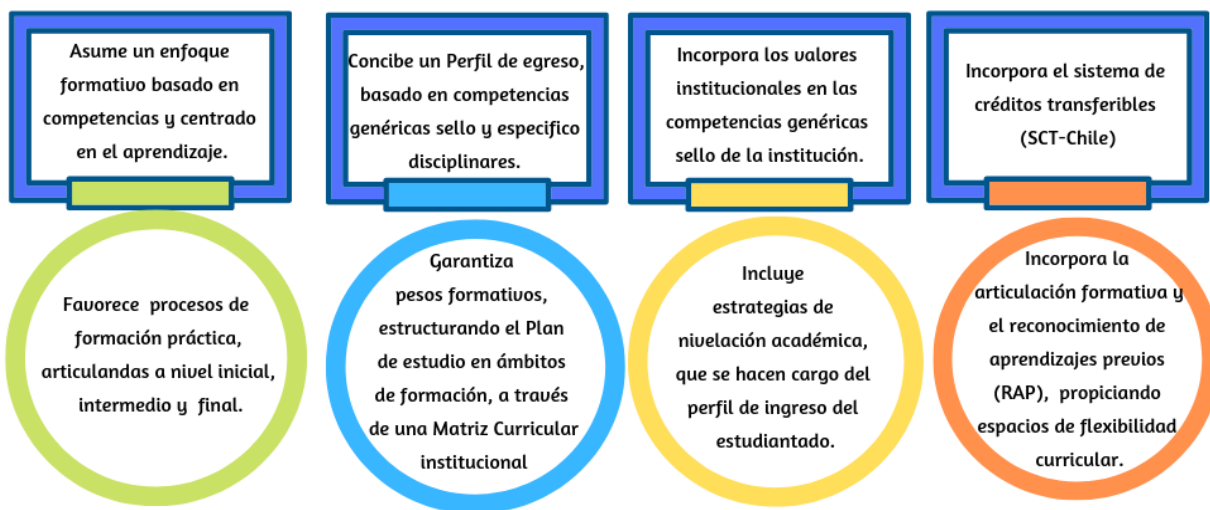 Asume un enfoque
formativo basado en
competencias y centrado
en el aprendizaje.
Concibe un Perfil de egreso,
basado en competencias
genéricas sello y especifico
disciplinares.
Incorpora los valores
institucionales en las
competencias genéricas
sello de la institución.
Incorpora el sistema de
créditos transferibles
(SCT-Chile)
Favorece procesos de
formación práctica,
articulandas a nivel inicial,
intermedio y final.
Garantiza
pesos formativos,
estructurando el Plan
de estudio en ámbitos
de formación, a través
de una Matriz Curricular
institucional
Incluye
estrategias de
nivelación académica,
que se hacen cargo del
perfil de ingreso del
estudiantado.
Incorpora la
articulación formativa y
el reconocimiento de
aprendizajes previos
(RAP), propiciando
espacios de flexibilidad
curricular.